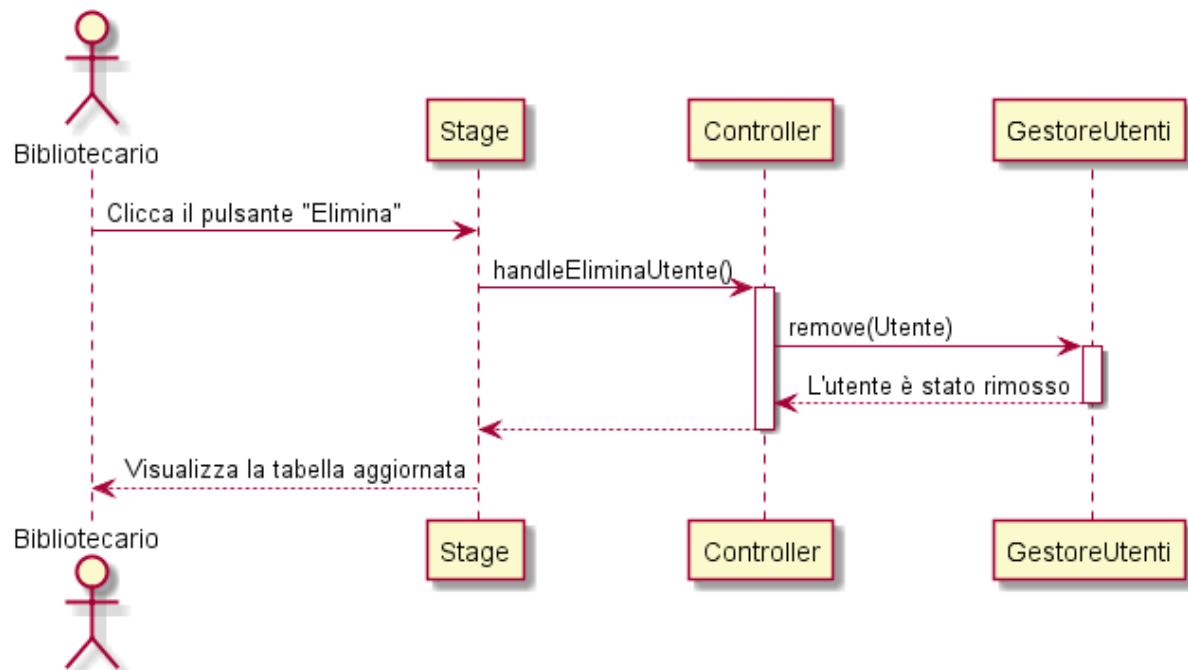 Bibliotecario
Stage
Controller
GestoreUtenti
Clicca il pulsante "Elimina"
handleEliminaUtente()
remove(Utente)
L'utente è stato rimosso
Visualizza la tabella aggiornata
Bibliotecario
Stage
Controller
GestoreUtenti